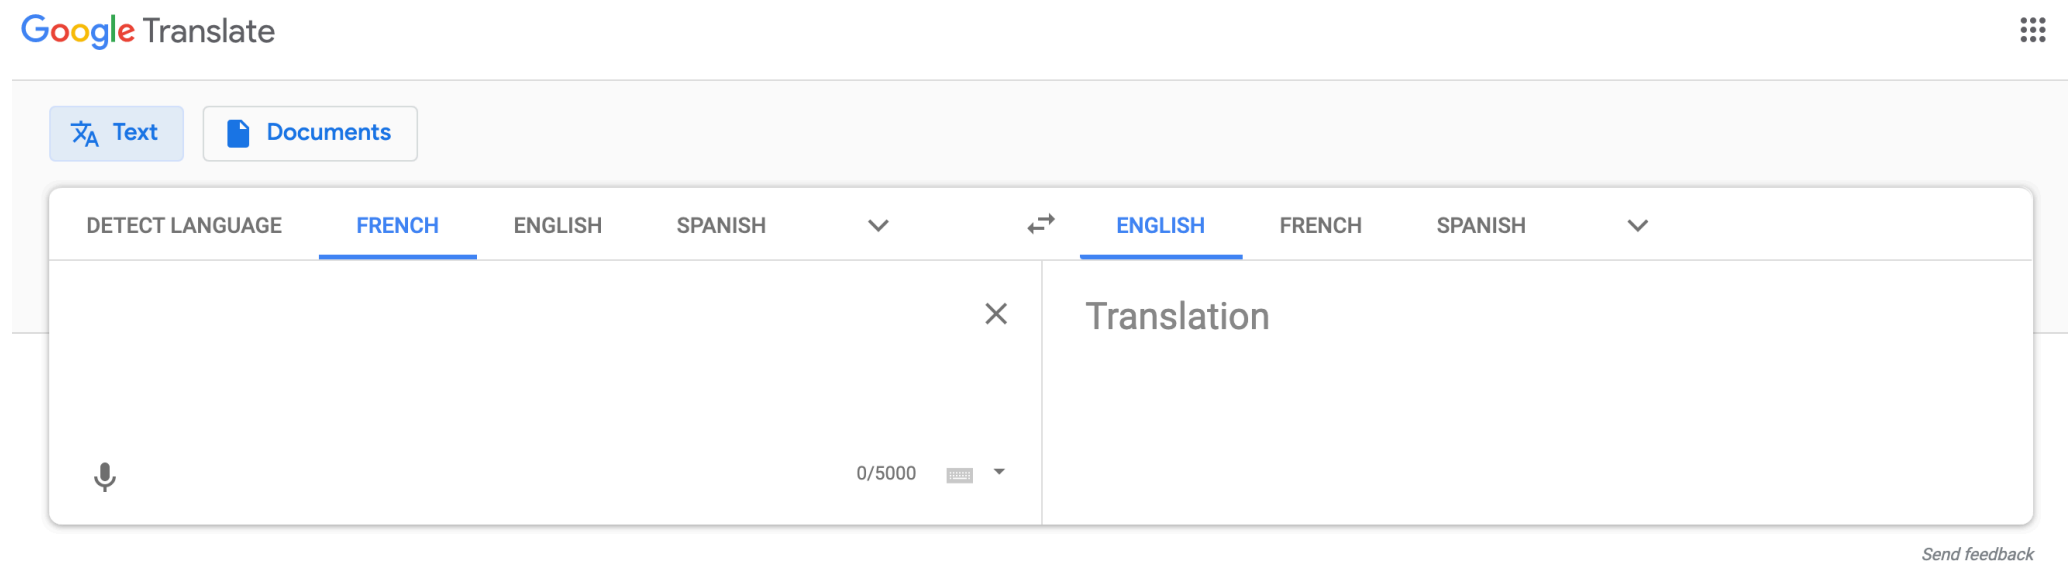 Google Translate
Text Documents
DETECT LANGUAGE FRENCH ENGLISH SPANISH ENGLISH FRENCH SPANISH
Translation
0/5000
Send feedback